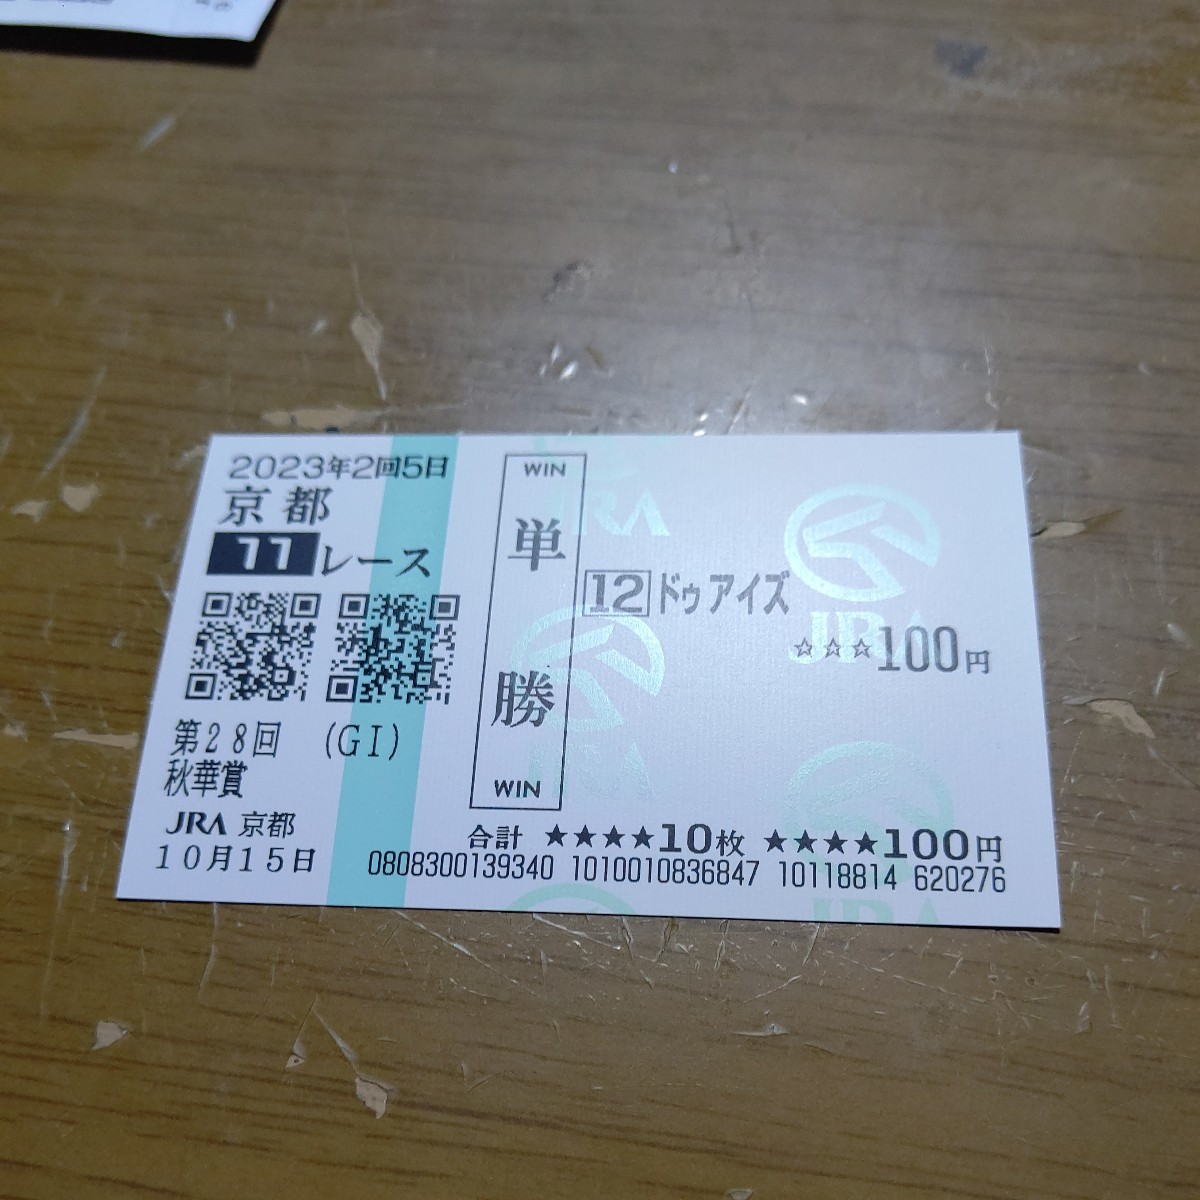 2023年2回5日
京都
11レース
第28回 (GI)
秋華賞
JRA 京都
10月15日
WIN
単勝
WIN
12 ドゥアイズ
☆☆☆100円
合計 ★★★★10枚 ★★★★100円
0808300139340 1010010836847 10118814 620276
JRA
JRA
JRA